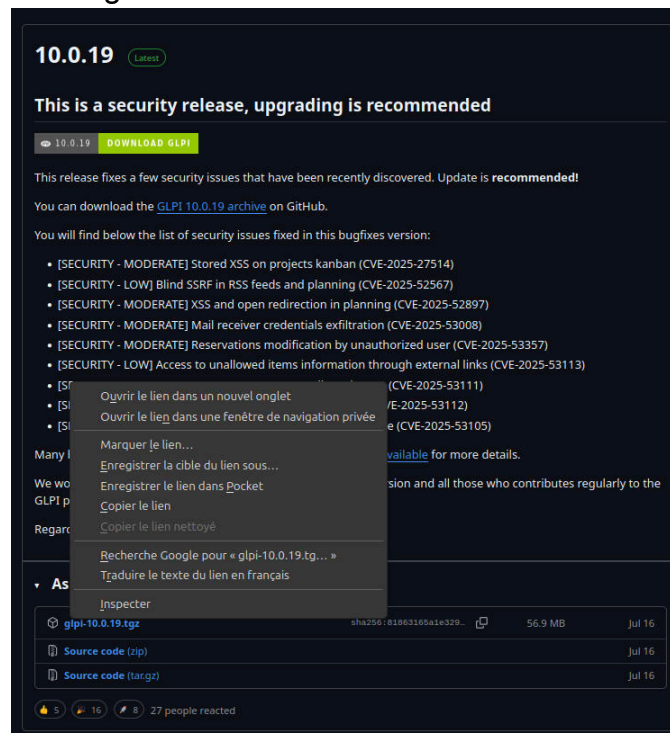 10.0.19 Latest
This is a security release, upgrading is recommended
10.0.19 DOWNLOAD GLPI
This release fixes a few security issues that have been recently discovered. Update is recommended!
You can download the GLPI 10.0.19 archive on GitHub.
You will find below the list of security issues fixed in this bugfixes version:
• [SECURITY - MODERATE] Stored XSS on projects kanban (CVE-2025-27514)
• [SECURITY - LOW] Blind SSRF in RSS feeds and planning (CVE-2025-52567)
• [SECURITY - MODERATE] XSS and open redirection in planning (CVE-2025-52897)
• [SECURITY - MODERATE] Mail receiver credentials exfiltration (CVE-2025-53008)
• [SECURITY - MODERATE] Reservations modification by unauthorized user (CVE-2025-53357)
• [SECURITY - LOW] Access to unallowed items information through external links (CVE-2025-53113)
(CVE-2025-53111)
E-2025-53112)
e (CVE-2025-53105)
Ouvrir le lien dans un nouvel onglet
Ouvrir le lien dans une fenêtre de navigation privée
Marquer le lien…
Enregistrer la cible du lien sous…
Enregistrer le lien dans Pocket
Copier le lien
Copier le lien nettoyé
Recherche Google pour « glpi-10.0.19.tg… »
Traduire le texte du lien en français
Inspecter
Many
available for more details.
We wo
sion and all those who contributes regularly to the
GLPI p
Regar
As
glpi-10.0.19.tgz sha256:81863165a1e329… 56.9 MB Jul 16
Source code (zip) Jul 16
Source code (tar.gz) Jul 16
5 16 8 27 people reacted